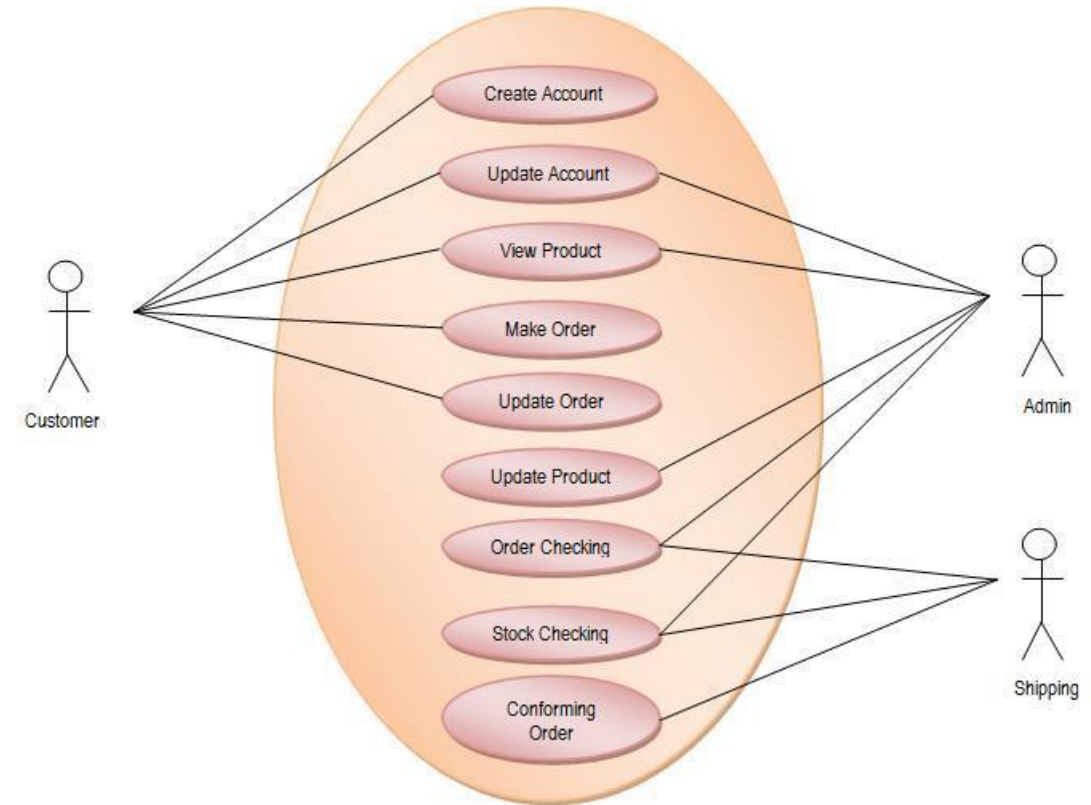 Create Account
Update Account
View Product
Make Order
Update Order
Update Product
Order Checking
Stock Checking
Conforming
Order
Customer
Admin
Shipping